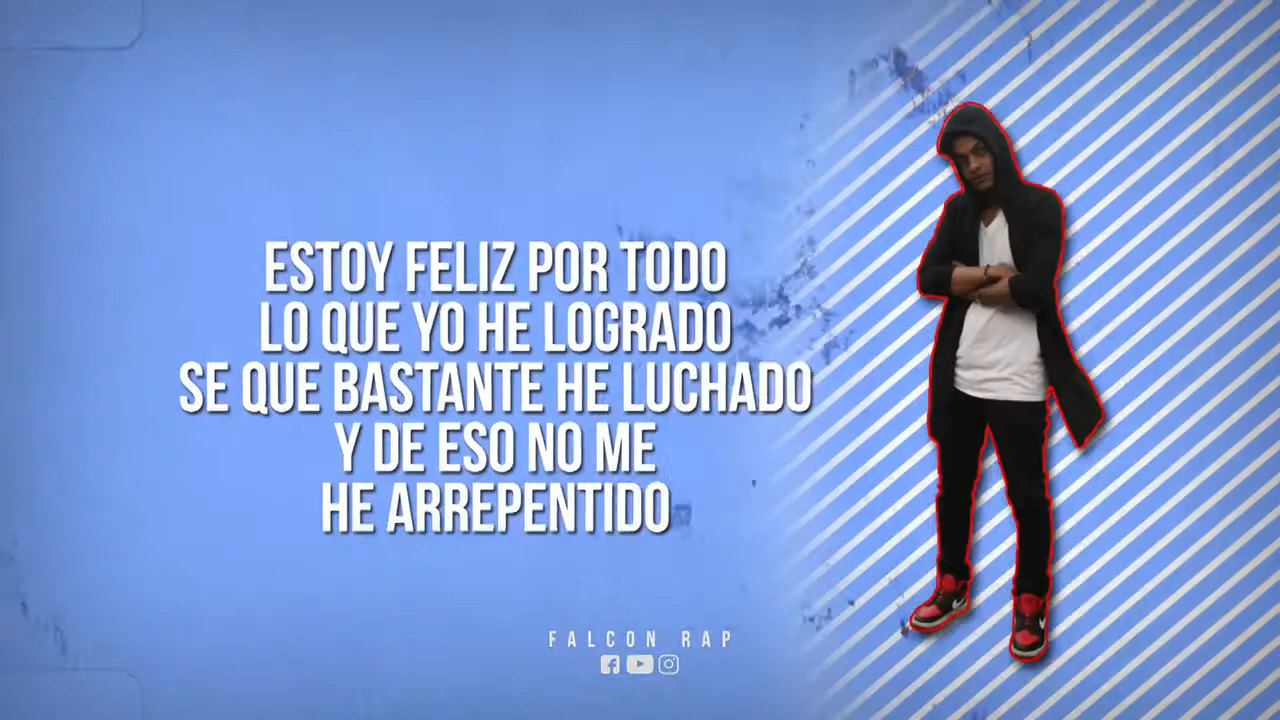 ESTOY FELIZ POR TODO
LO QUE YO HE LOGRADO
SE QUE BASTANTE HE LUCHADO
Y DE ESO NO ME
HE ARREPENTIDO
FALCON RAP